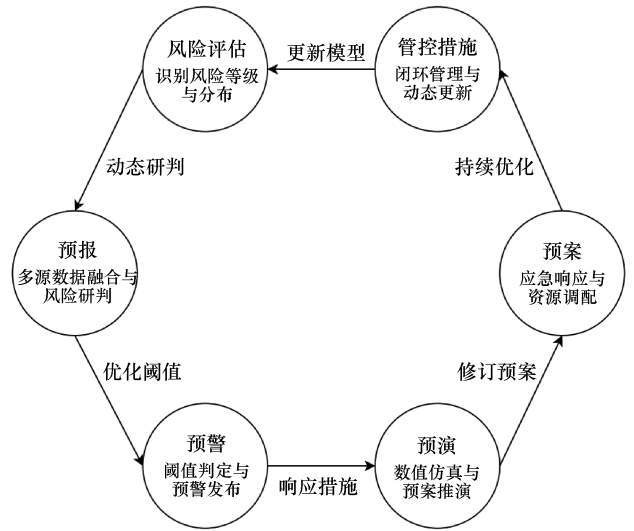 风险评估
识别风险等级
与分布
更新模型
管控措施
闭环管理与
动态更新
动态研判
持续优化
预报
多源数据融合与
风险研判
预案
应急响应与
资源调配
优化阈值
修订预案
预警
阈值判定与
预警发布
响应措施
预演
数值仿真与
预案推演